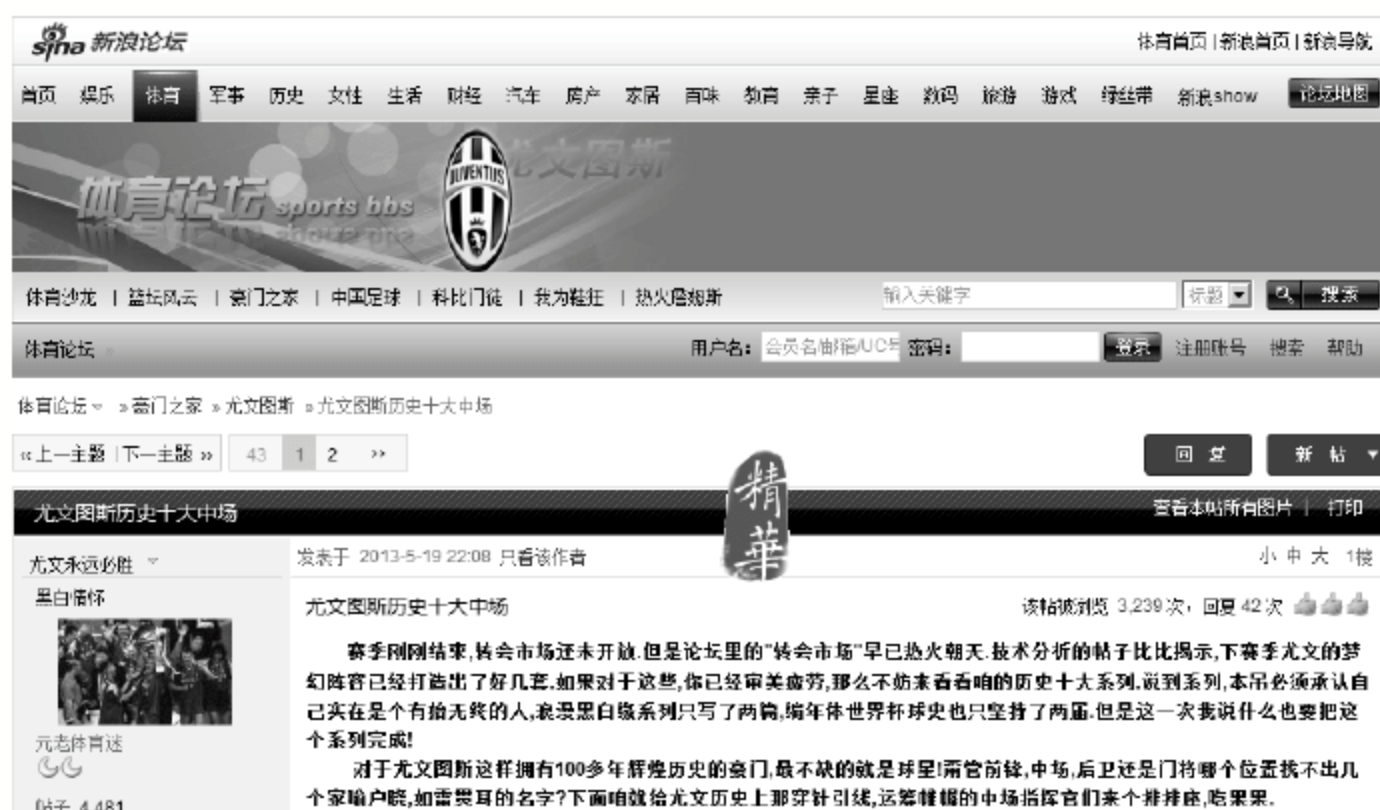 sina 新浪论坛
体育首页 | 新浪首页 | 新浪导航
首页 娱乐 体育 军事 历史 女性 生活 财经 汽车 房产 家居 百味 教育 亲子 星座 数码 旅游 游戏 绿丝带 新浪show 论坛地图
尤文图斯
JUVENTUS
体育论坛 sports bbs
体育沙龙 | 篮坛风云 | 豪门之家 | 中国足球 | 科比门徒 | 我为鞋狂 | 热火詹姆斯 输入关键字 标题 搜索
体育论坛 » 用户名: 会员名/邮箱/UC号 密码: 登录 注册账号 搜索 帮助
体育论坛 » 豪门之家 » 尤文图斯 » 尤文图斯历史十大中场
« 上一主题 | 下一主题 » 43 1 2 >> 回复 新帖
精華
尤文图斯历史十大中场 查看本帖所有图片 | 打印
尤文永远必胜 发表于 2013-5-19 22:08 只看该作者 小 中 大 1楼
黑白情怀
尤文图斯历史十大中场 该帖被浏览 3,239 次, 回复 42 次
赛季刚刚结束,转会市场还未开放.但是论坛里的"转会市场"早已热火朝天.技术分析的帖子比比揭示,下赛季尤文的梦
幻阵容已经打造出了好几套.如果对于这些,你已经审美疲劳,那么不妨来看看咱的历史十大系列.说到系列,本吊必须承认自
己实在是个有始无终的人,浪漫黑白缘系列只写了两篇,编年体世界杯球史也只坚持了两届.但是这一次我说什么也要把这
个系列完成!
元老体育迷
对于尤文图斯这样拥有100多年辉煌历史的豪门,最不缺的就是球星!甭管前锋,中场,后卫还是门将哪个位置找不出几
个家喻户晓,如雷贯耳的名字?下面咱就给尤文历史上那穿针引线,运筹帷幄的中场指挥官们来个排排座,吃果果.
帖子 4,481